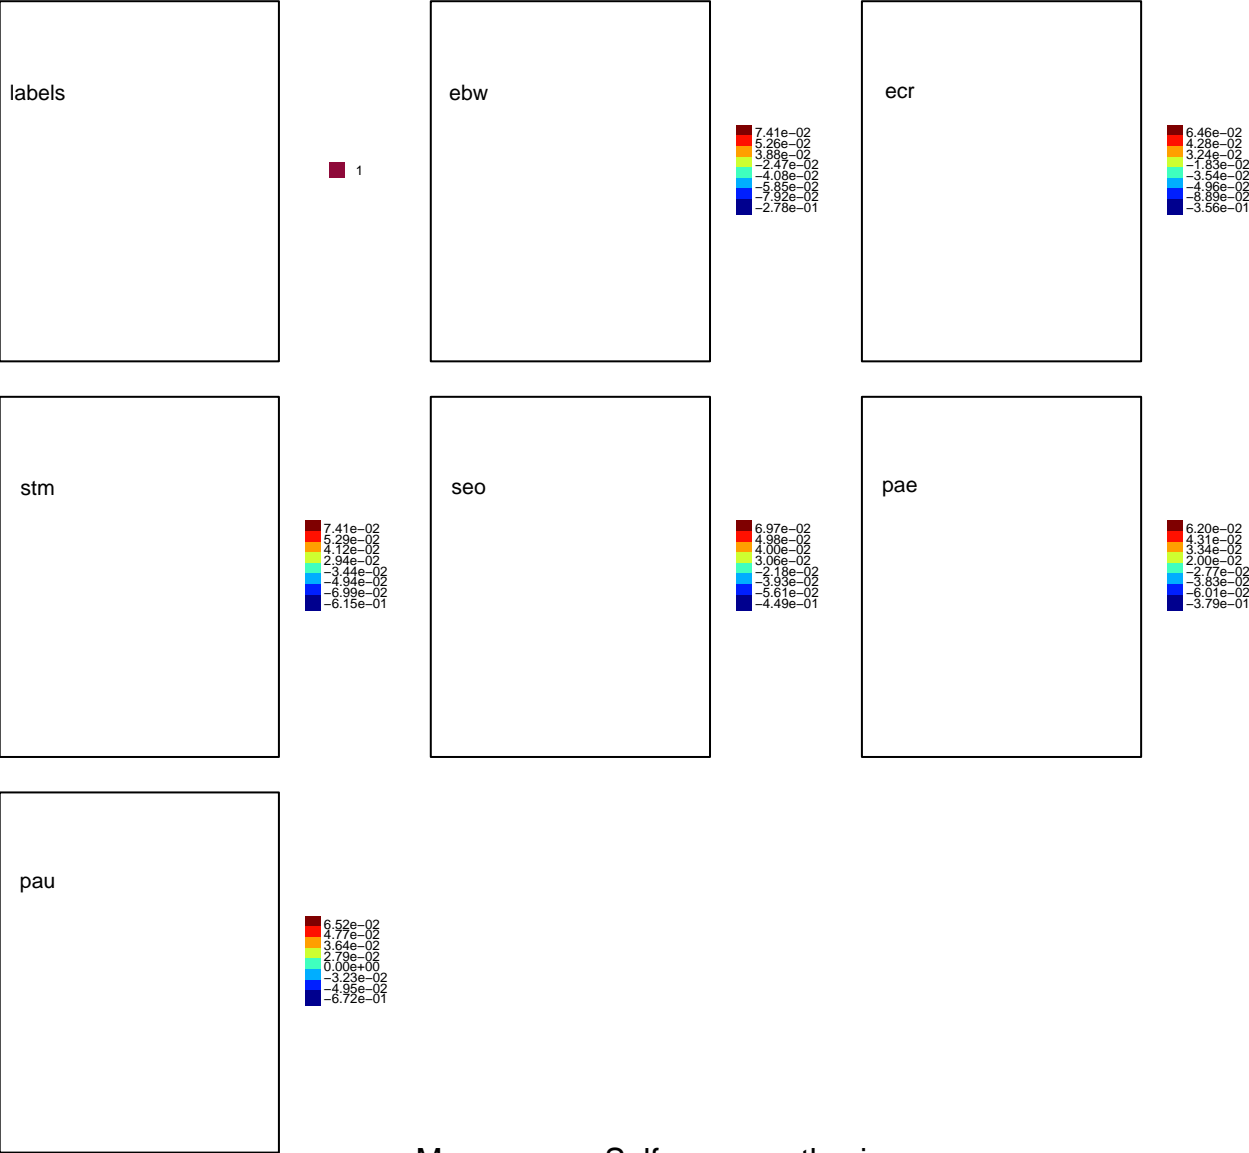 labels
1
ebw
7.41e−02
5.26e−02
3.88e−02
−2.47e−02
−4.08e−02
−5.85e−02
−7.92e−02
−2.78e−01
ecr
6.46e−02
4.28e−02
3.24e−02
−1.83e−02
−3.54e−02
−4.96e−02
−8.89e−02
−3.56e−01
stm
7.41e−02
5.29e−02
4.12e−02
2.94e−02
−3.44e−02
−4.94e−02
−6.99e−02
−6.15e−01
seo
6.97e−02
4.98e−02
4.00e−02
3.06e−02
−2.18e−02
−3.93e−02
−5.61e−02
−4.49e−01
pae
6.20e−02
4.31e−02
3.34e−02
2.00e−02
−2.77e−02
−3.83e−02
−6.01e−02
−3.79e−01
pau
6.52e−02
4.77e−02
3.64e−02
2.79e−02
0.00e+00
−3.23e−02
−4.95e−02
−6.72e−01